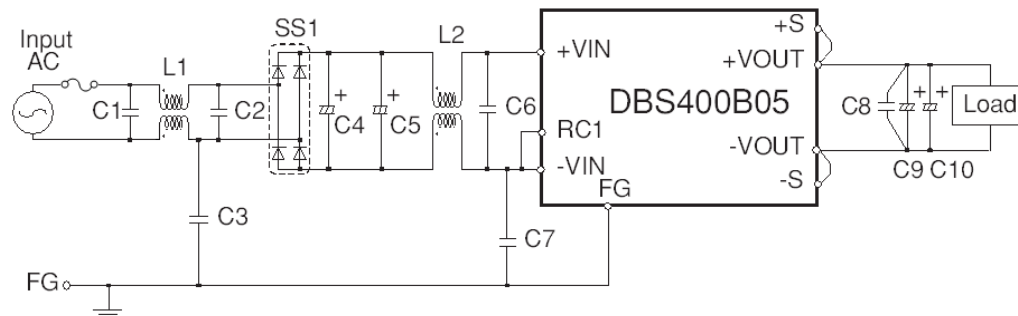 Input
AC
L1
C1
C2
C3
SS1
+
C4
+
C5
L2
C6
C7
+VIN
RC1
-VIN
FG
DBS400B05
+S
+VOUT
-VOUT
-S
C8
+
+
C9 C10
Load
FG